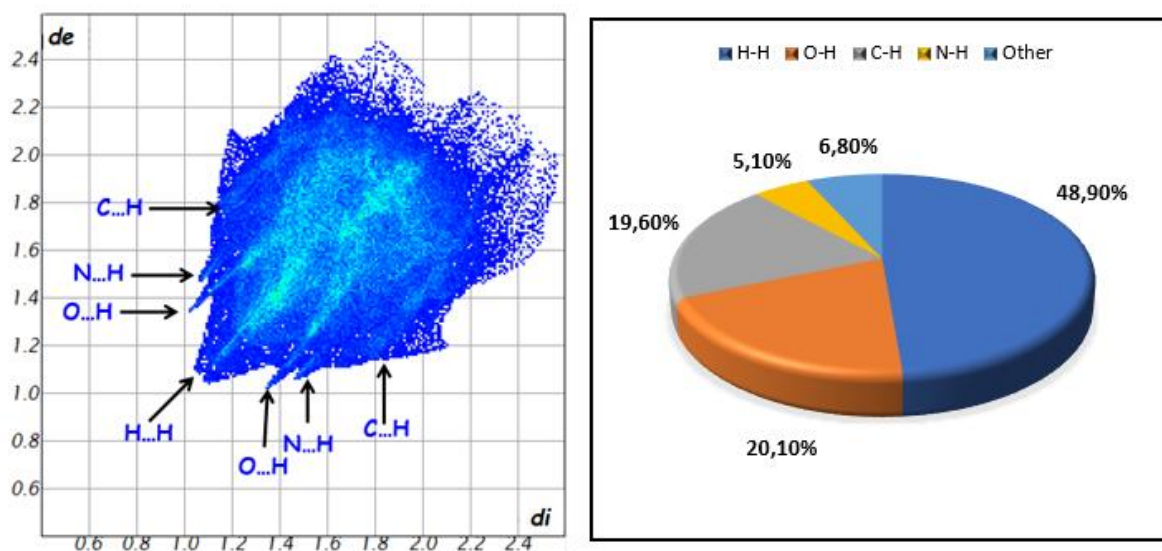 de
2.4
2.2
2.0
1.8
1.6
1.4
1.2
1.0
0.8
0.6
C...H
N...H
O...H
H...H
O...H
N...H
C...H
di
0.6 0.8 1.0 1.2 1.4 1.6 1.8 2.0 2.2 2.4
H-H O-H C-H N-H Other
6,80%
5,10%
48,90%
19,60%
20,10%